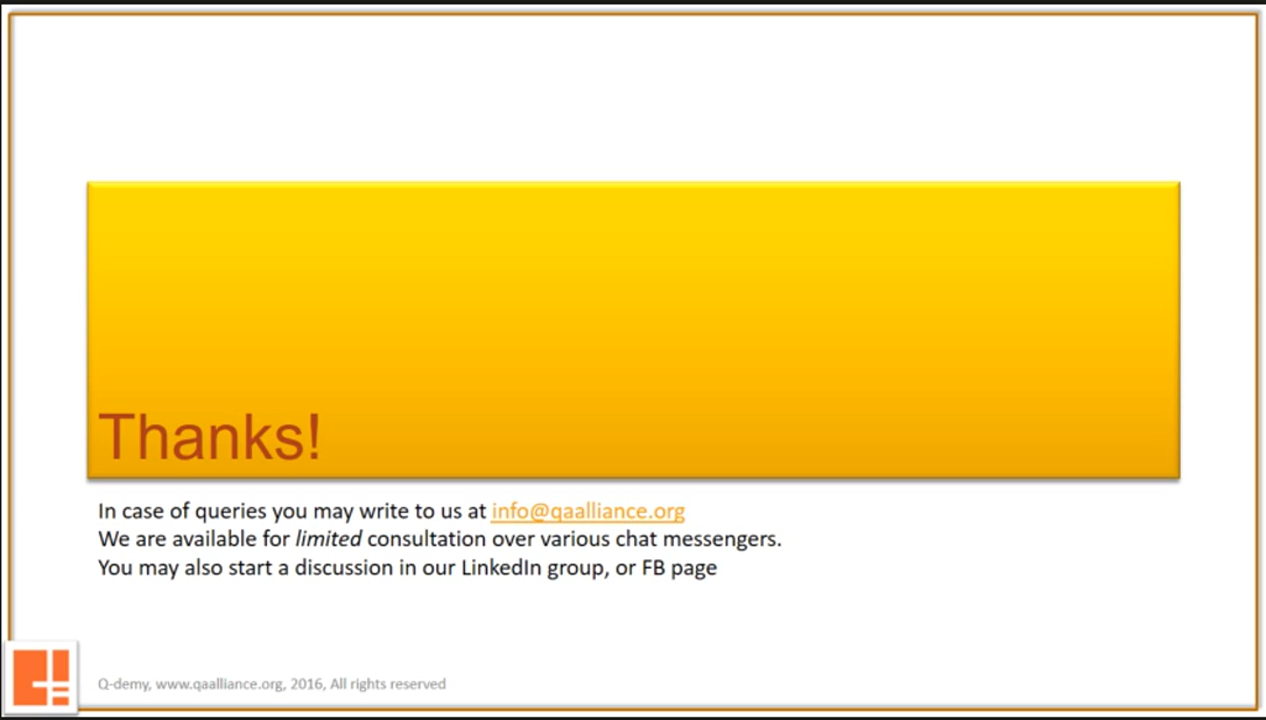 Thanks!
In case of queries you may write to us at info@qaalliance.org
We are available for limited consultation over various chat messengers.
You may also start a discussion in our LinkedIn group, or FB page
Q-demy, www.qaalliance.org, 2016, All rights reserved